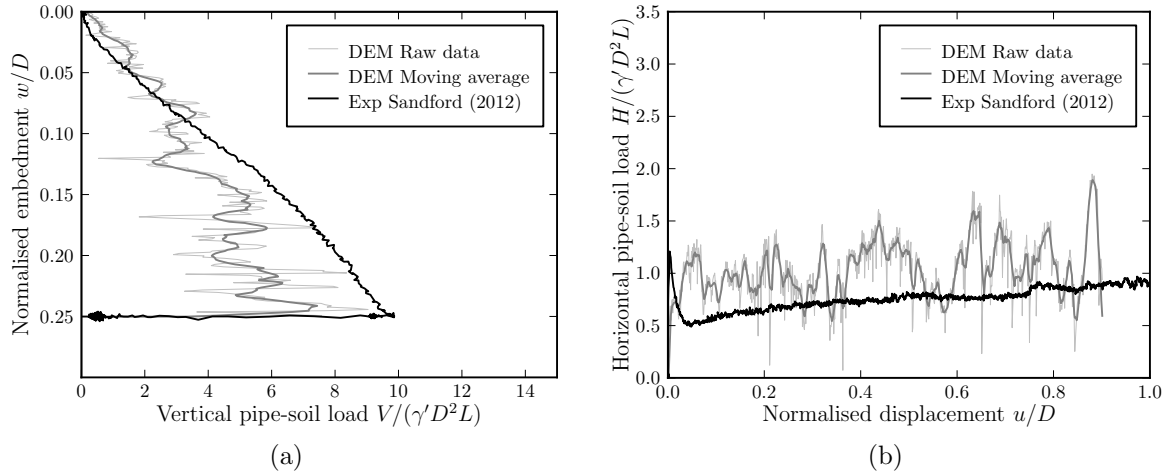 0.00
0.05
0.10
0.15
0.20
0.25
Normalised embedment w/D
0 2 4 6 8 10 12 14
Vertical pipe-soil load V/(γ′D²L)
DEM Raw data
DEM Moving average
Exp Sandford (2012)
(a)
3.5
3.0
2.5
2.0
1.5
1.0
0.5
0.0
Horizontal pipe-soil load H/(γ′D²L)
0.0 0.2 0.4 0.6 0.8 1.0
Normalised displacement u/D
DEM Raw data
DEM Moving average
Exp Sandford (2012)
(b)